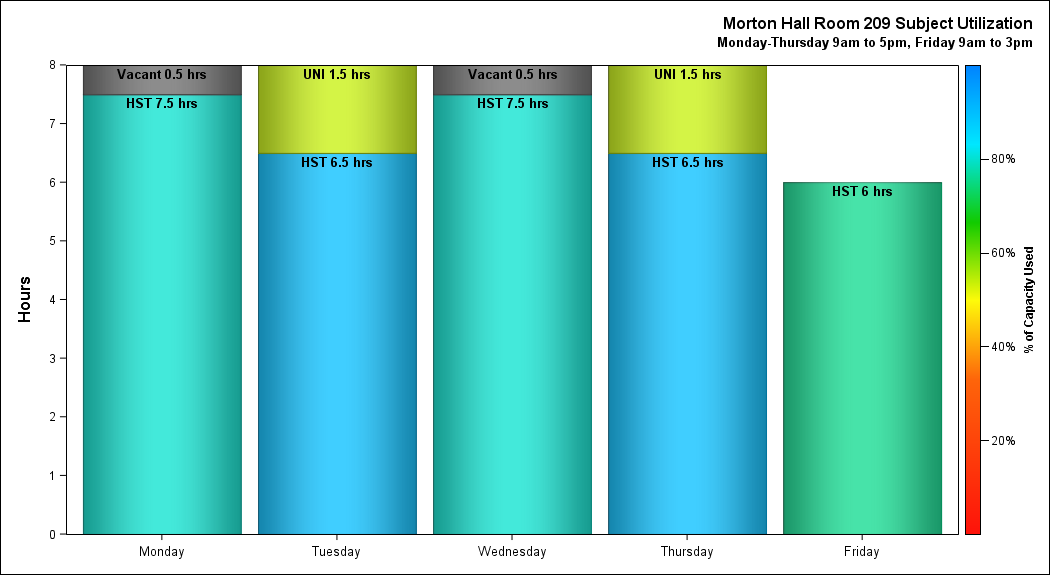 Morton Hall Room 209 Subject Utilization
Monday-Thursday 9am to 5pm, Friday 9am to 3pm
Hours
8
7
6
5
4
3
2
1
0
Vacant 0.5 hrs
HST 7.5 hrs
UNI 1.5 hrs
HST 6.5 hrs
Vacant 0.5 hrs
HST 7.5 hrs
UNI 1.5 hrs
HST 6.5 hrs
HST 6 hrs
Monday
Tuesday
Wednesday
Thursday
Friday
80%
60%
40%
20%
% of Capacity Used